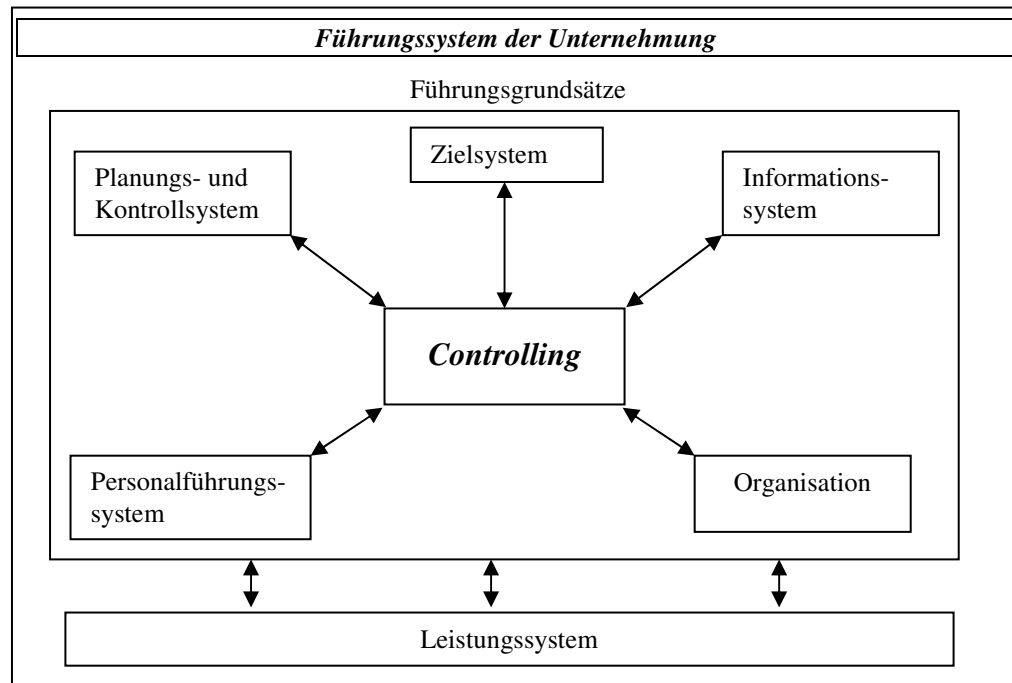 Führungssystem der Unternehmung
Führungsgrundsätze
Zielsystem
Planungs- und
Kontrollsystem
Informations-
system
Controlling
Personalführungs-
system
Organisation
Leistungssystem